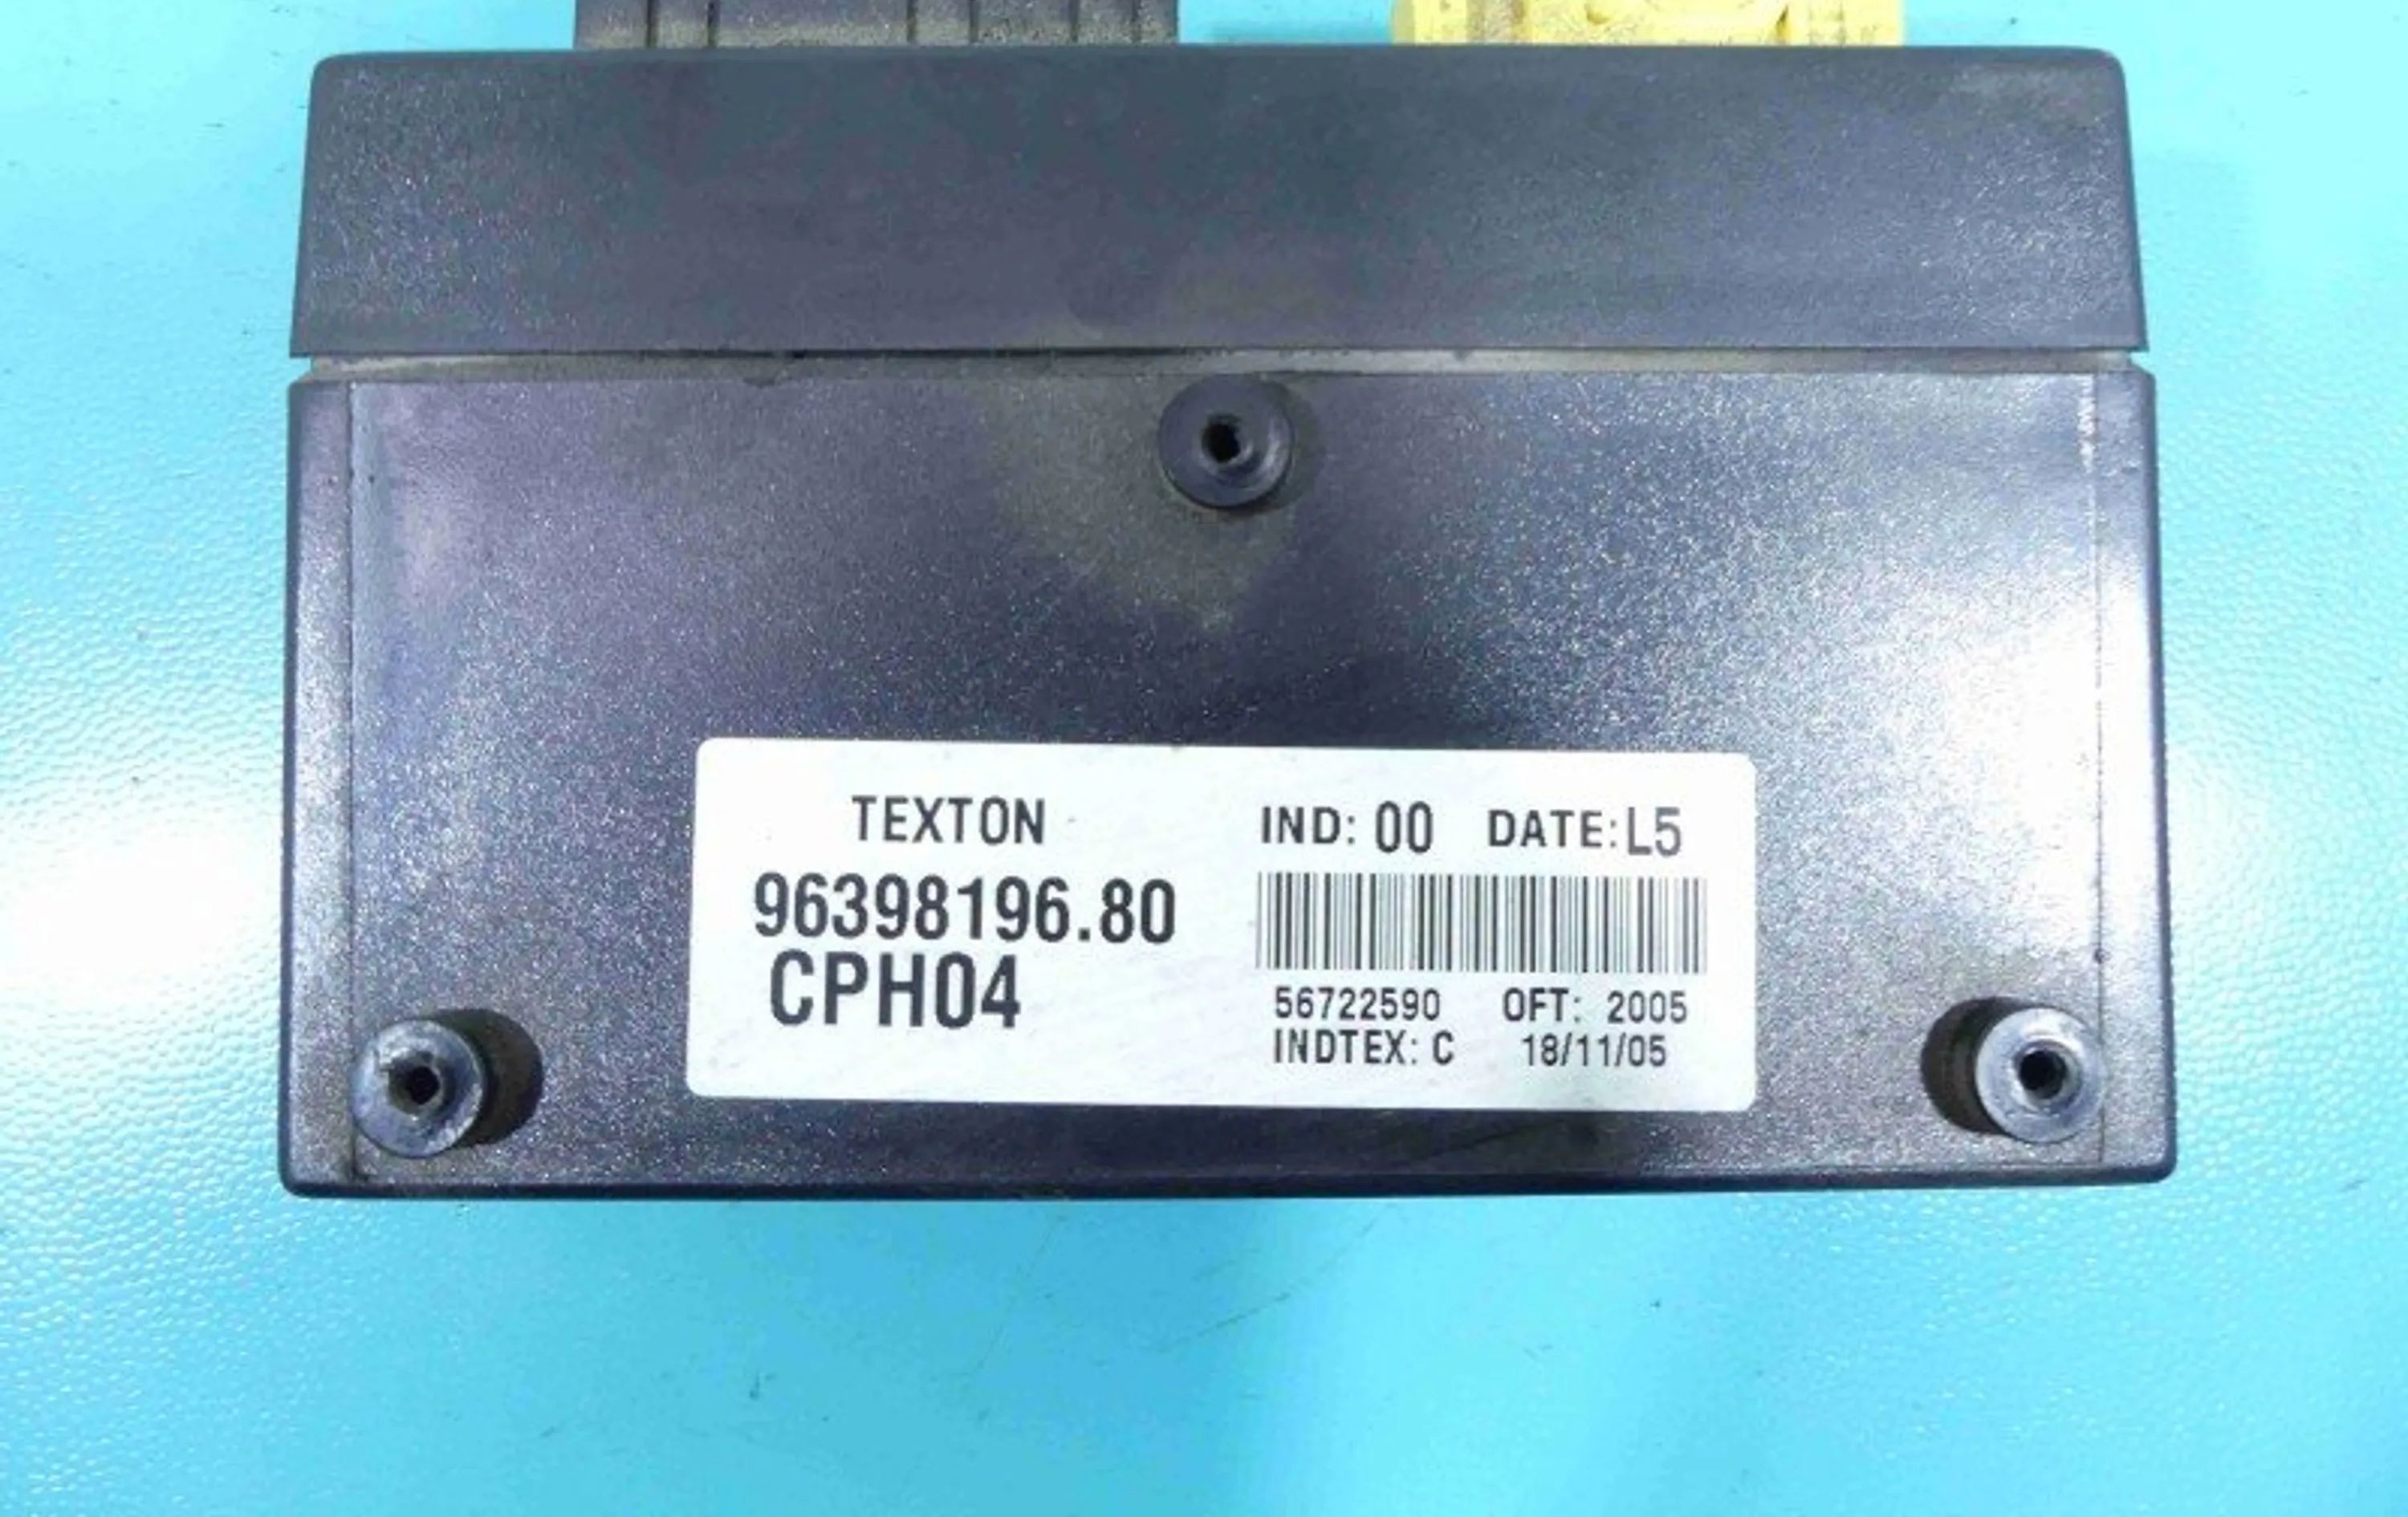 TEXTON
96398196.80
CPH04
IND: 00 DATE: L5
56722590 OFT: 2005
INDTEX: C 18/11/05